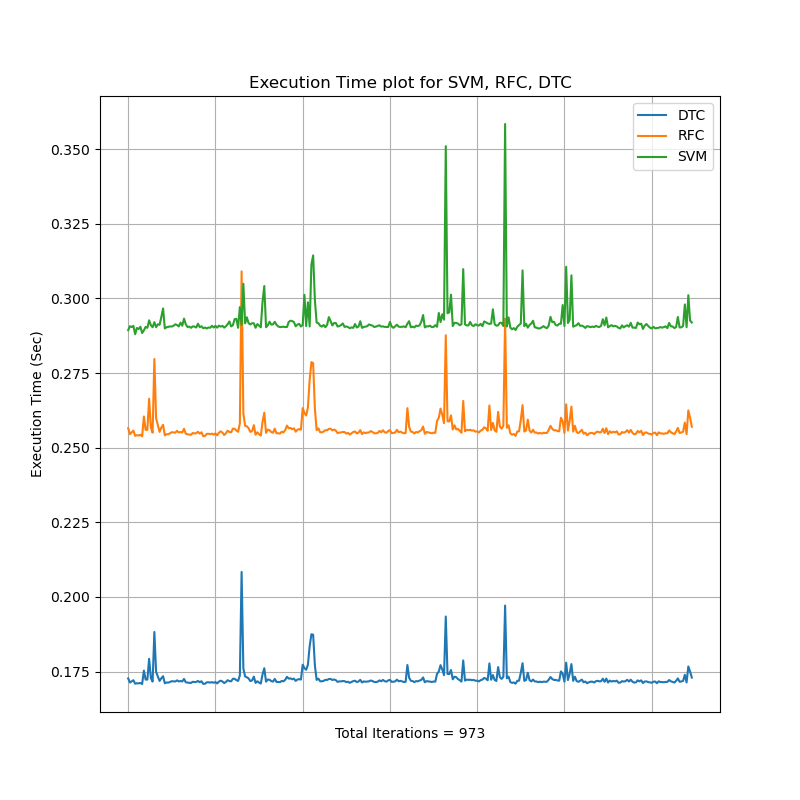 Execution Time plot for SVM, RFC, DTC
DTC
RFC
SVM
0.350
0.325
0.300
0.275
0.250
0.225
0.200
0.175
Execution Time (Sec)
Total Iterations = 973